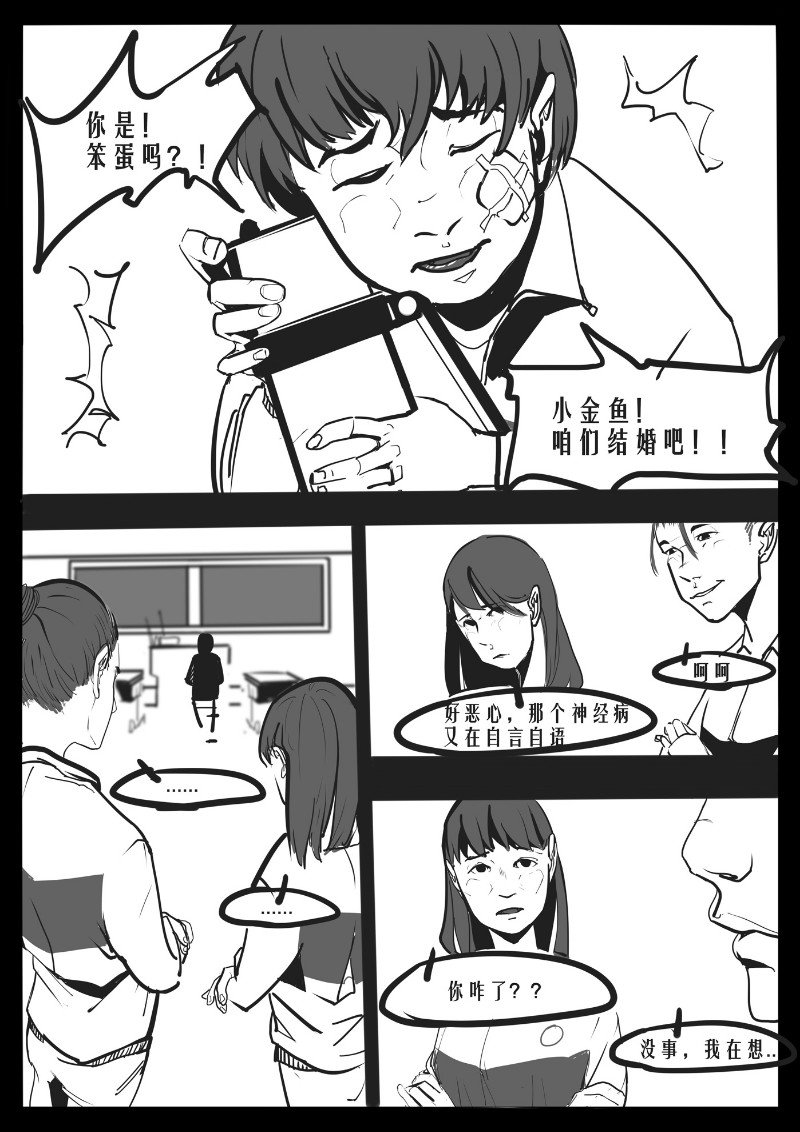 你是！
笨蛋吗？！
小金鱼！
咱们结婚吧！！
……
……
好恶心，那个神经病
又在自言自语
呵呵
你咋了？？
没事，我在想..